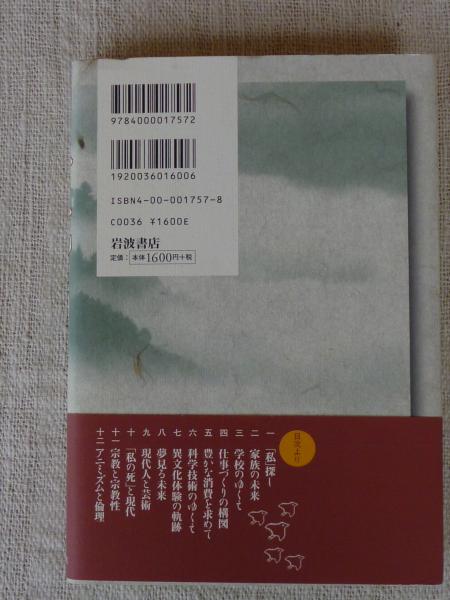 9784000017572
1920036016006
ISBN4-00-001757-8
C0036 ¥1600E
岩波書店
定価:本体1600円+税
目次より
一 「私」探し
二 家族の未来
三 学校のゆくえ
四 仕事づくりの構図
五 豊かな消費を求めて
六 科学技術のゆくえ
七 異文化体験の軌跡
八 夢見る未来
九 現代人と芸術
十 「私の死」と現代
十一 宗教と宗教性
十二 アニミズムと倫理